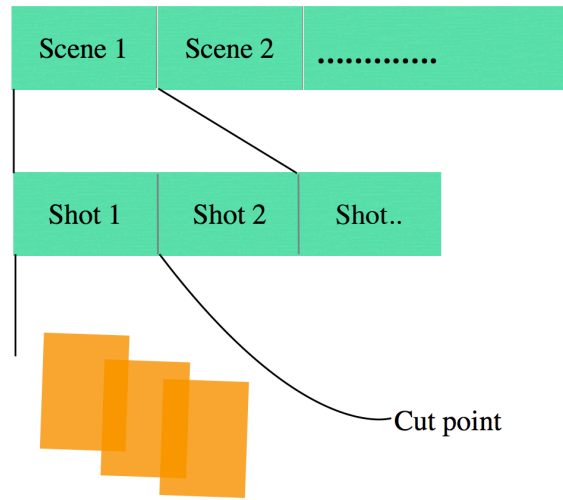 Scene 1
Scene 2
.............
Shot 1
Shot 2
Shot..
Cut point